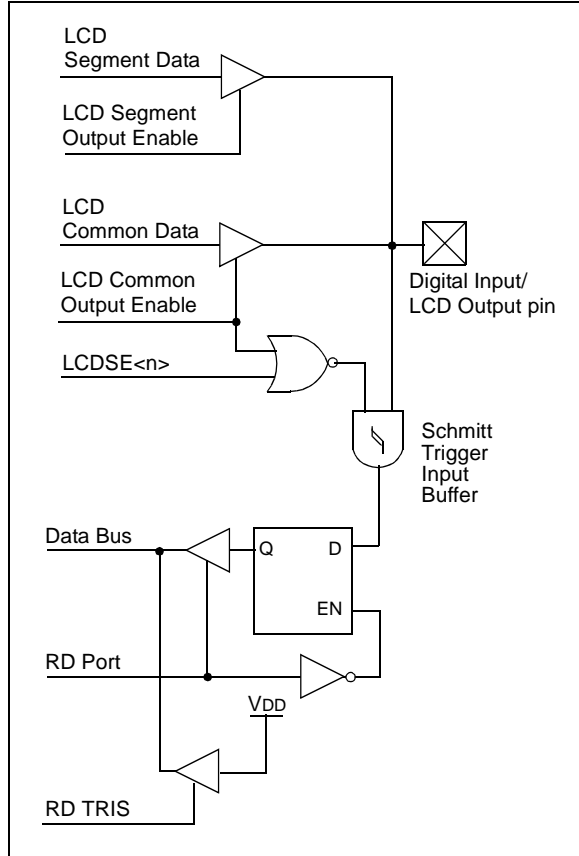 LCD
Segment Data
LCD Segment
Output Enable
LCD
Common Data
LCD Common
Output Enable
Digital Input/
LCD Output pin
LCDSE<n>
Schmitt
Trigger
Input
Buffer
Data Bus
Q
D
EN
RD Port
VDD
RD TRIS